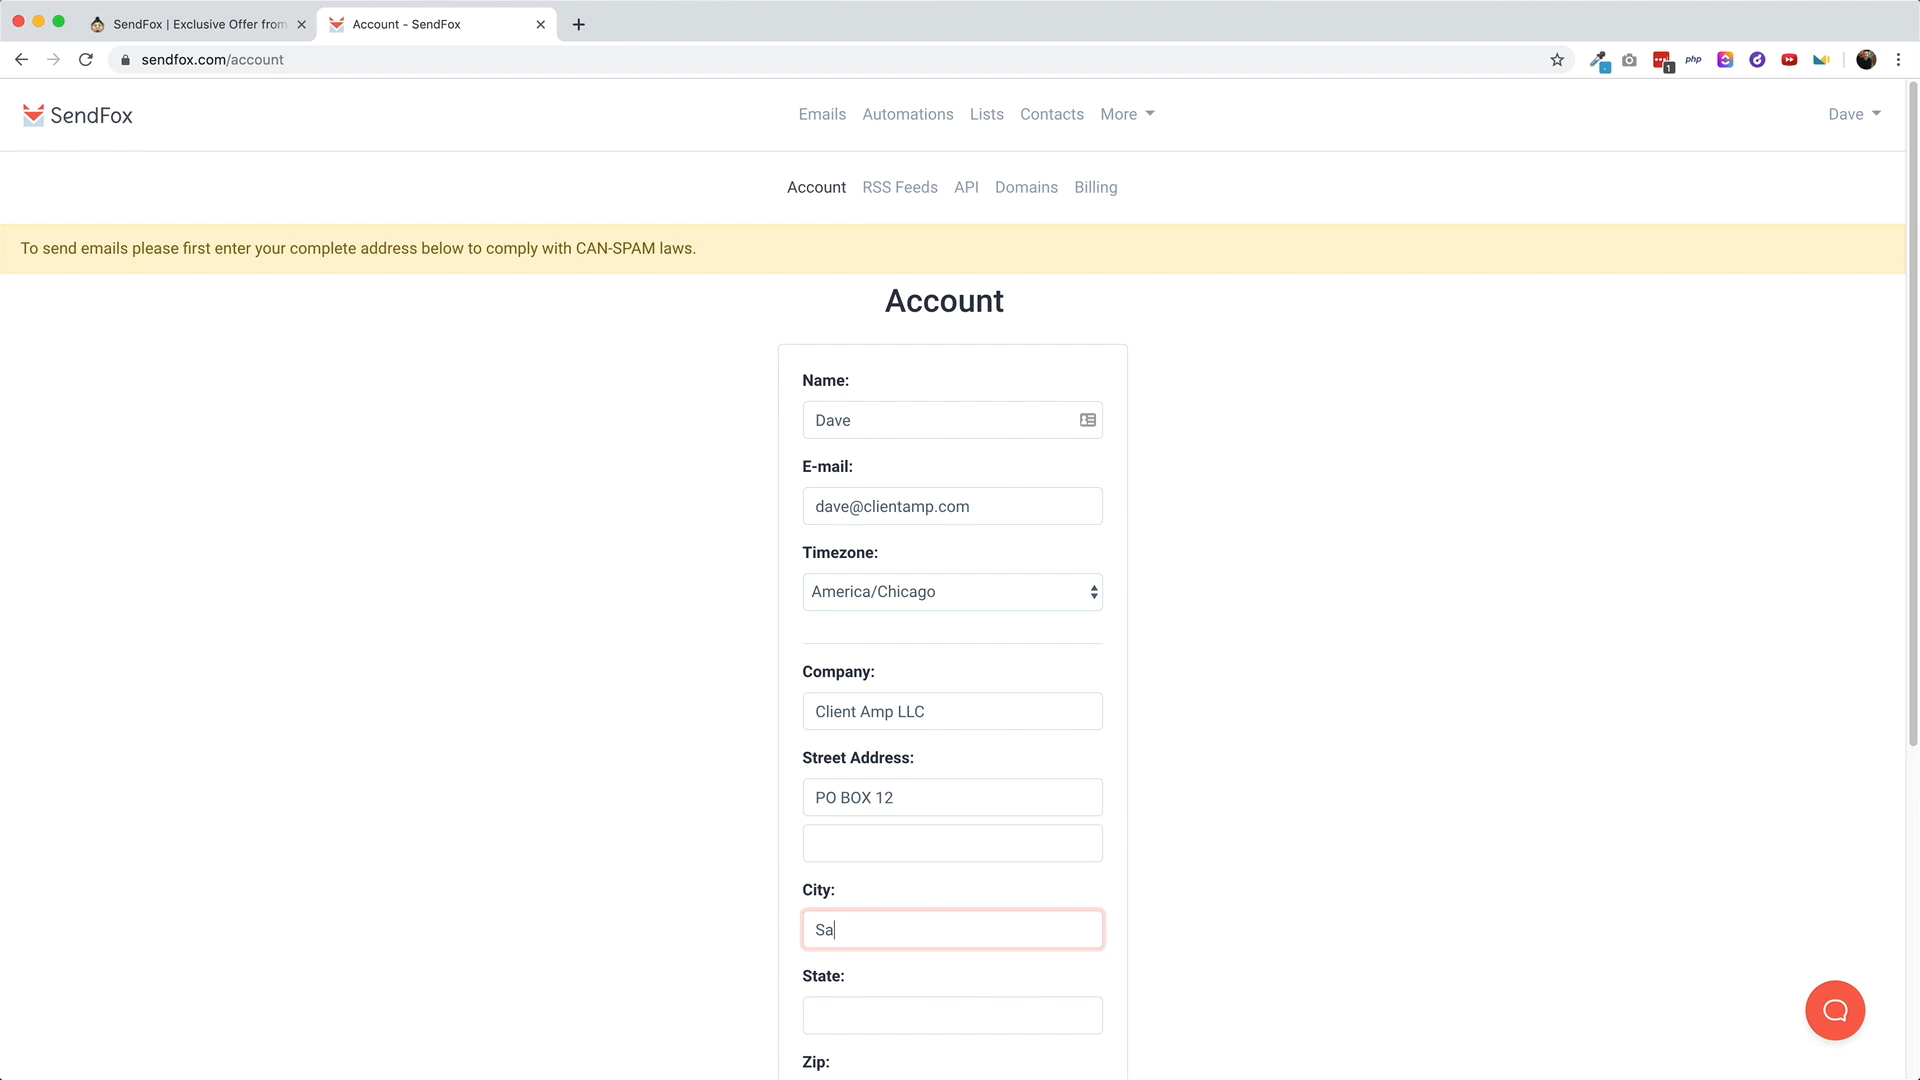 SendFox | Exclusive Offer from
Account - SendFox
sendfox.com/account
1
php
SendFox
Emails Automations Lists Contacts More
Dave
Account RSS Feeds API Domains Billing
To send emails please first enter your complete address below to comply with CAN-SPAM laws.
Account
Name:
Dave
E-mail:
dave@clientamp.com
Timezone:
America/Chicago
Company:
Client Amp LLC
Street Address:
PO BOX 12
City:
Sa
State:
Zip: